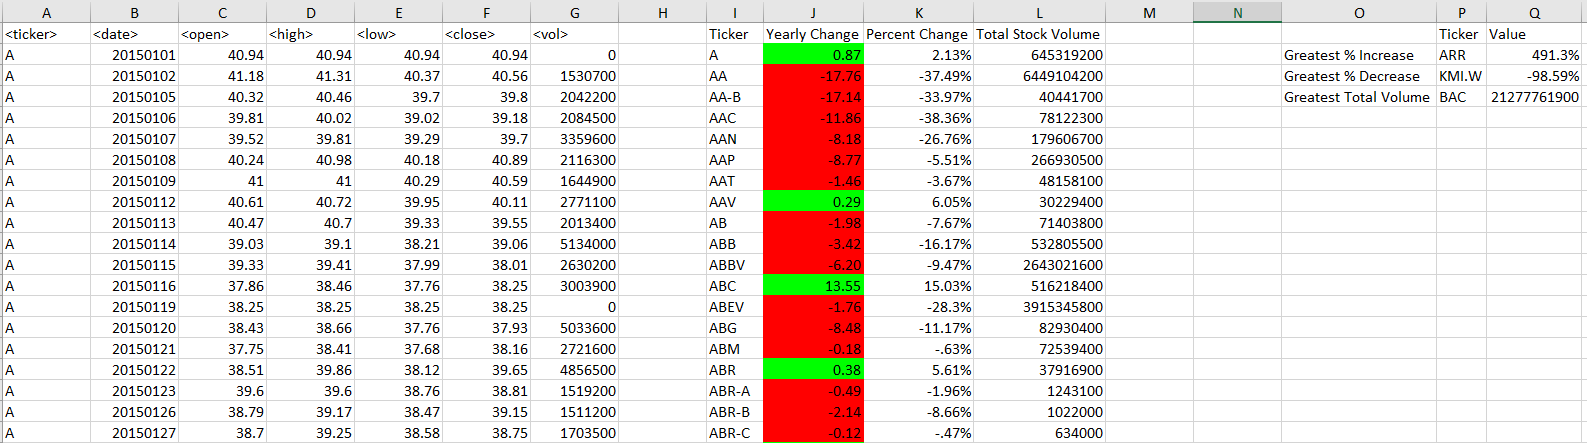 A B C D E F G H I J K L M N O P Q
<ticker> <date> <open> <high> <low> <close> <vol> Ticker Yearly Change Percent Change Total Stock Volume Ticker Value
A 20150101 40.94 40.94 40.94 40.94 0 A 0.87 2.13% 645319200 Greatest % Increase ARR 491.3%
A 20150102 41.18 41.31 40.37 40.56 1530700 AA -17.76 -37.49% 6449104200 Greatest % Decrease KMI.W -98.59%
A 20150105 40.32 40.46 39.7 39.8 2042200 AA-B -17.14 -33.97% 40441700 Greatest Total Volume BAC 21277761900
A 20150106 39.81 40.02 39.02 39.18 2084500 AAC -11.86 -38.36% 78122300
A 20150107 39.52 39.81 39.29 39.7 3359600 AAN -8.18 -26.76% 179606700
A 20150108 40.24 40.98 40.18 40.89 2116300 AAP -8.77 -5.51% 266930500
A 20150109 41 41 40.29 40.59 1644900 AAT -1.46 -3.67% 48158100
A 20150112 40.61 40.72 39.95 40.11 2771100 AAV 0.29 6.05% 30229400
A 20150113 40.47 40.7 39.33 39.55 2013400 AB -1.98 -7.67% 71403800
A 20150114 39.03 39.1 38.21 39.06 5134000 ABB -3.42 -16.17% 532805500
A 20150115 39.33 39.41 37.99 38.01 2630200 ABBV -6.20 -9.47% 2643021600
A 20150116 37.86 38.46 37.76 38.25 3003900 ABC 13.55 15.03% 516218400
A 20150119 38.25 38.25 38.25 38.25 0 ABEV -1.76 -28.3% 3915345800
A 20150120 38.43 38.66 37.76 37.93 5033600 ABG -8.48 -11.17% 82930400
A 20150121 37.75 38.41 37.68 38.16 2721600 ABM -0.18 -.63% 72539400
A 20150122 38.51 39.86 38.12 39.65 4856500 ABR 0.38 5.61% 37916900
A 20150123 39.6 39.6 38.76 38.81 1519200 ABR-A -0.49 -1.96% 1243100
A 20150126 38.79 39.17 38.47 39.15 1511200 ABR-B -2.14 -8.66% 1022000
A 20150127 38.7 39.25 38.58 38.75 1703500 ABR-C -0.12 -.47% 634000